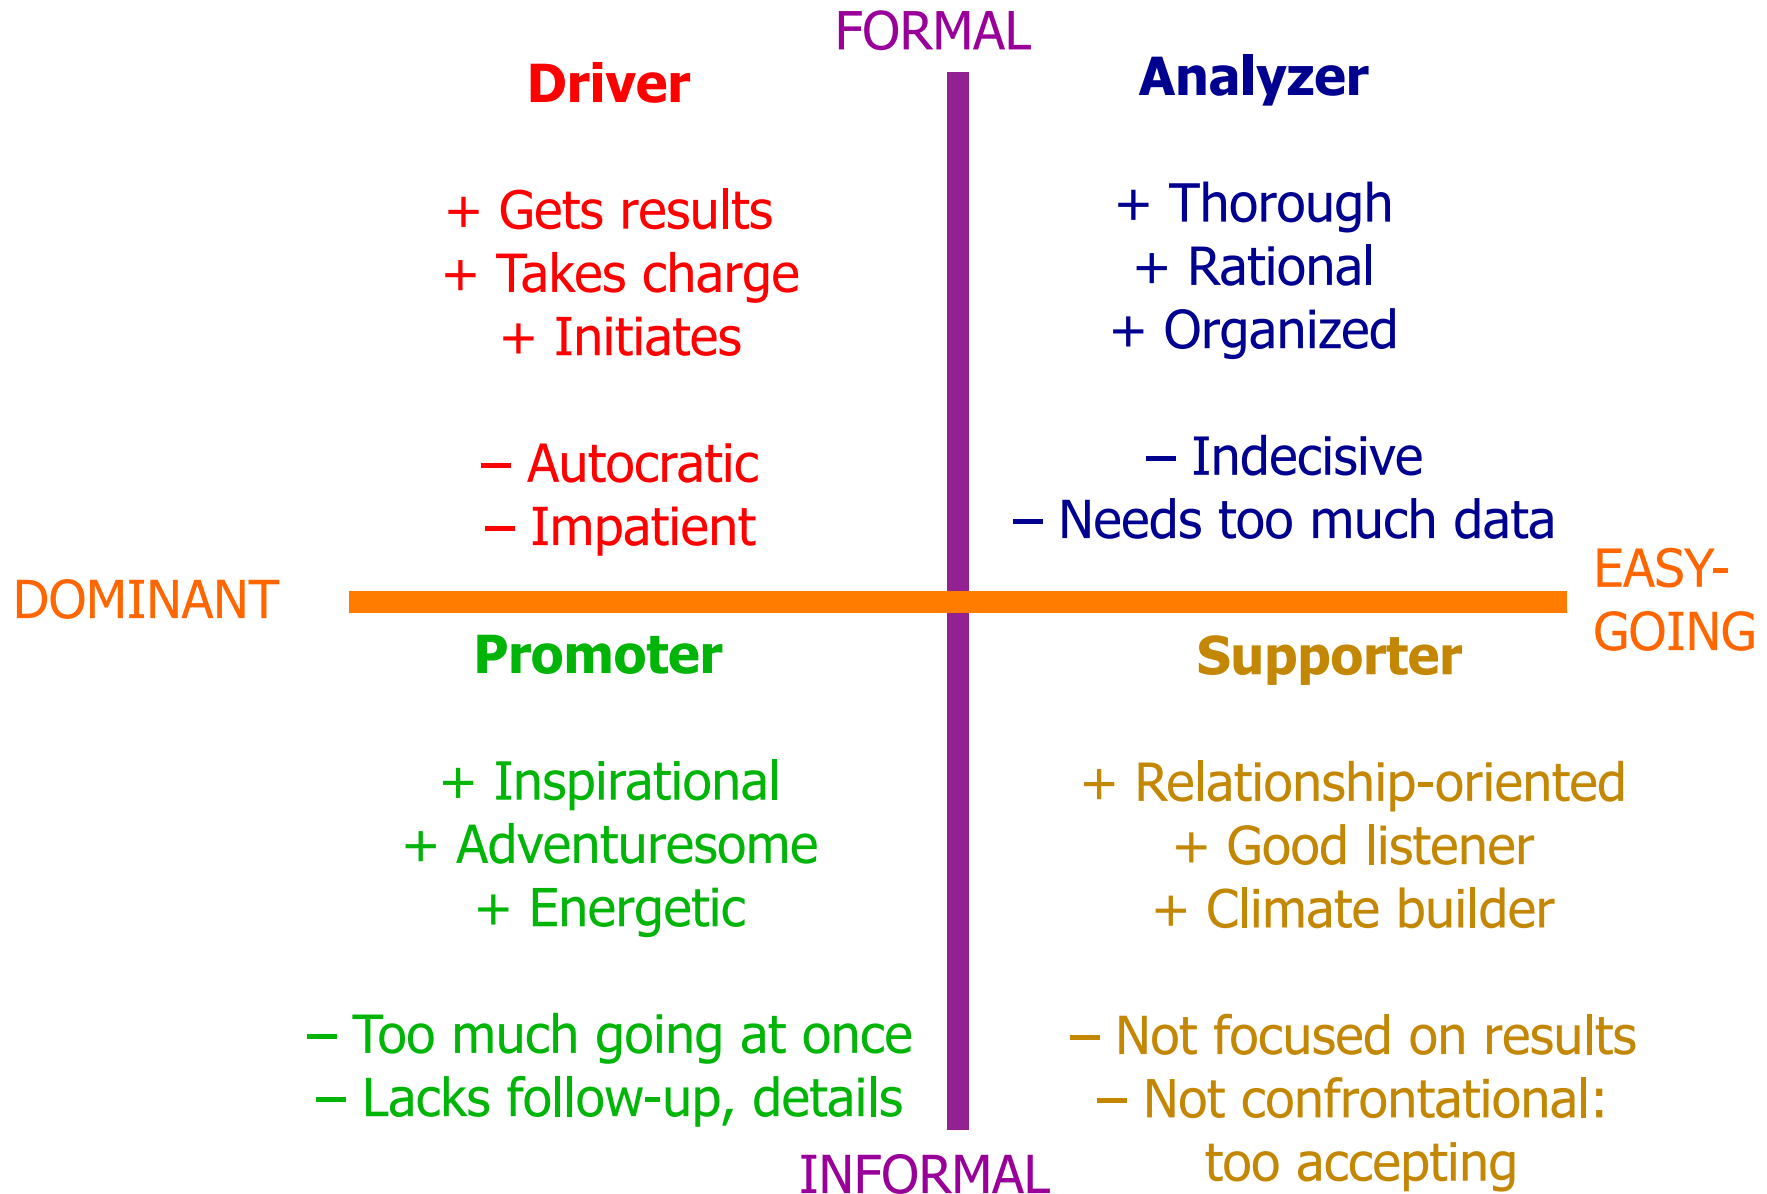 FORMAL
Driver
+ Gets results
+ Takes charge
+ Initiates
– Autocratic
– Impatient
Analyzer
+ Thorough
+ Rational
+ Organized
– Indecisive
– Needs too much data
DOMINANT
EASY-
GOING
Promoter
+ Inspirational
+ Adventuresome
+ Energetic
– Too much going at once
– Lacks follow-up, details
Supporter
+ Relationship-oriented
+ Good listener
+ Climate builder
– Not focused on results
– Not confrontational:
too accepting
INFORMAL